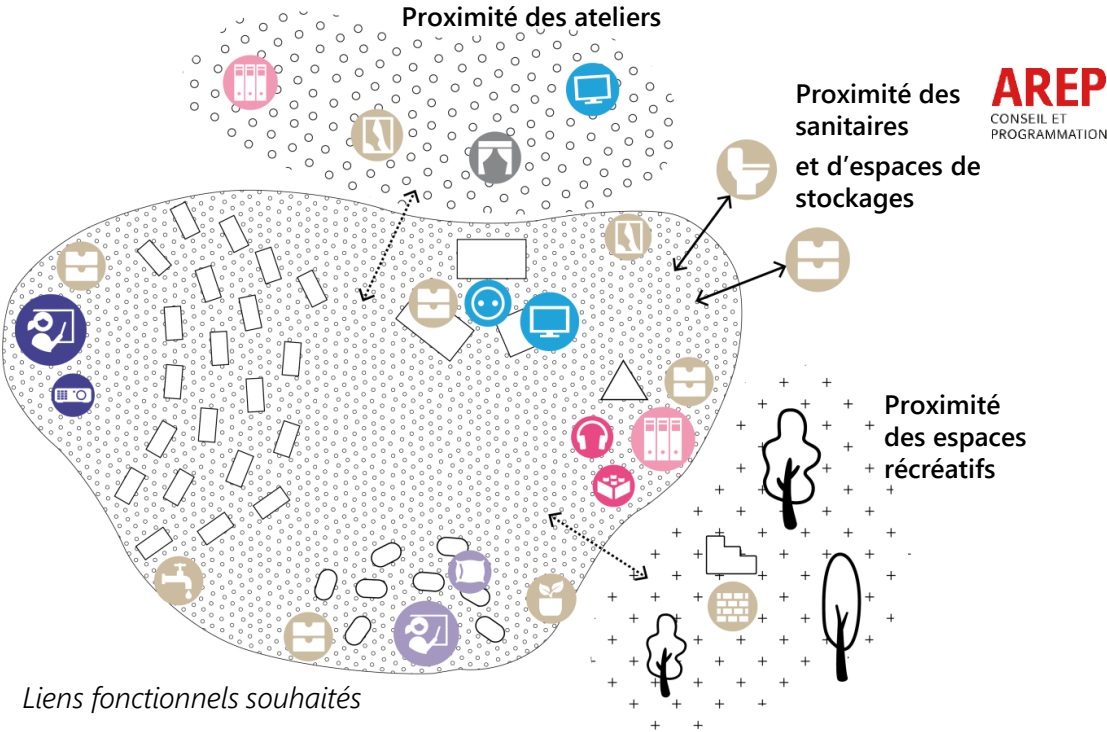 Proximité des ateliers
Proximité des
sanitaires
et d'espaces de
stockages
AREP
CONSEIL ET
PROGRAMMATION
Proximité
des espaces
récréatifs
Liens fonctionnels souhaités